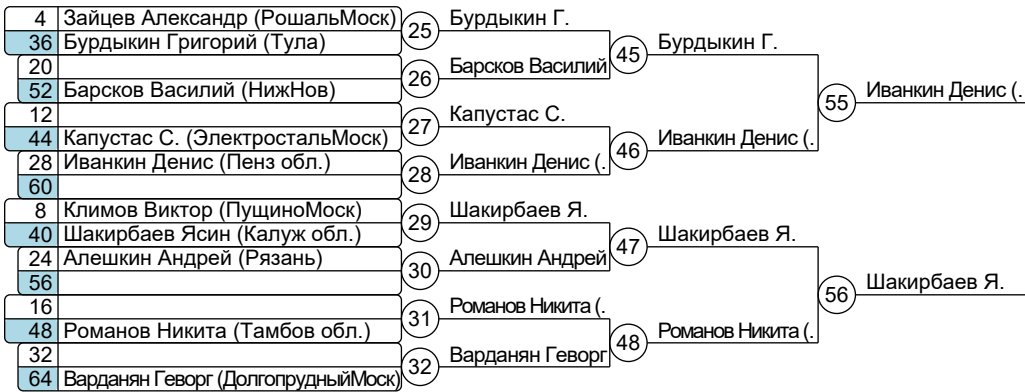 4 Зайцев Александр (РошальМоск) 25 Бурдыкин Г.
36 Бурдыкин Григорий (Тула) 45 Бурдыкин Г.
20 26 Барсков Василий
52 Барсков Василий (НижНов) 55 Иванкин Денис (.
12 27 Капустас С.
44 Капустас С. (ЭлектростальМоск) 46 Иванкин Денис (.
28 Иванкин Денис (Пенз обл.) 28 Иванкин Денис (.
60
8 Климов Виктор (ПущиноМоск) 29 Шакирбаев Я.
40 Шакирбаев Ясин (Калуж обл.) 47 Шакирбаев Я.
24 Алешкин Андрей (Рязань) 30 Алешкин Андрей
56 56 Шакирбаев Я.
16 31 Романов Никита (.
48 Романов Никита (Тамбов обл.) 48 Романов Никита (.
32 32 Варданян Геворг
64 Варданян Геворг (ДолгопрудныйМоск)